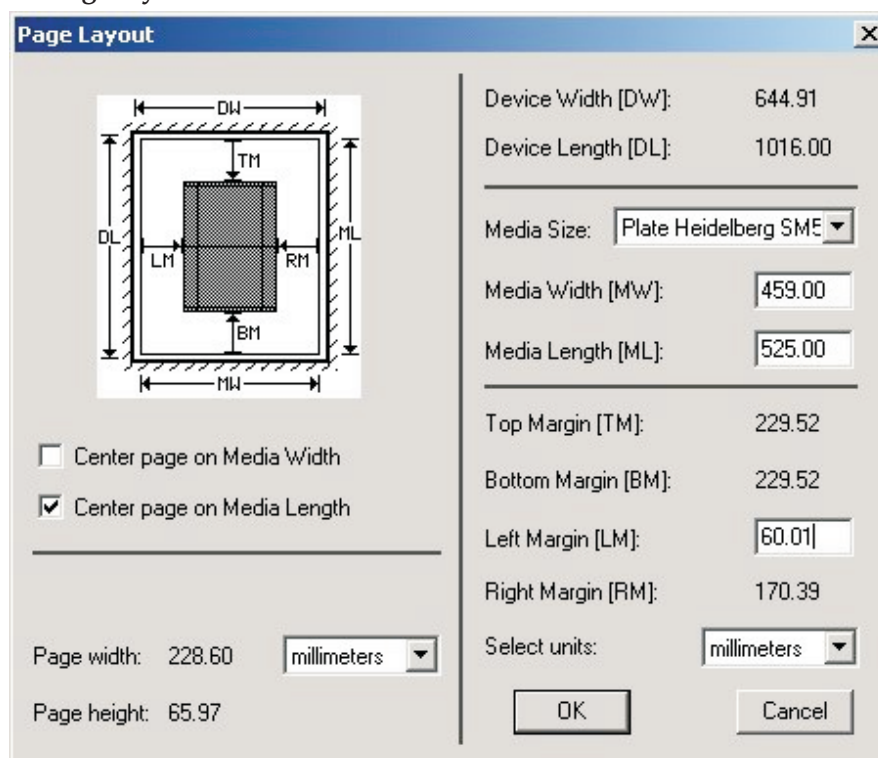 Page Layout
DW
TM
DL
ML
LM
RM
BM
MW
Center page on Media Width
Center page on Media Length
Page width: 228.60 millimeters
Page height: 65.97
Device Width [DW]: 644.91
Device Length [DL]: 1016.00
Media Size: Plate Heidelberg SM5
Media Width [MW]: 459.00
Media Length [ML]: 525.00
Top Margin [TM]: 229.52
Bottom Margin [BM]: 229.52
Left Margin [LM]: 60.01
Right Margin [RM]: 170.39
Select units: millimeters
OK Cancel